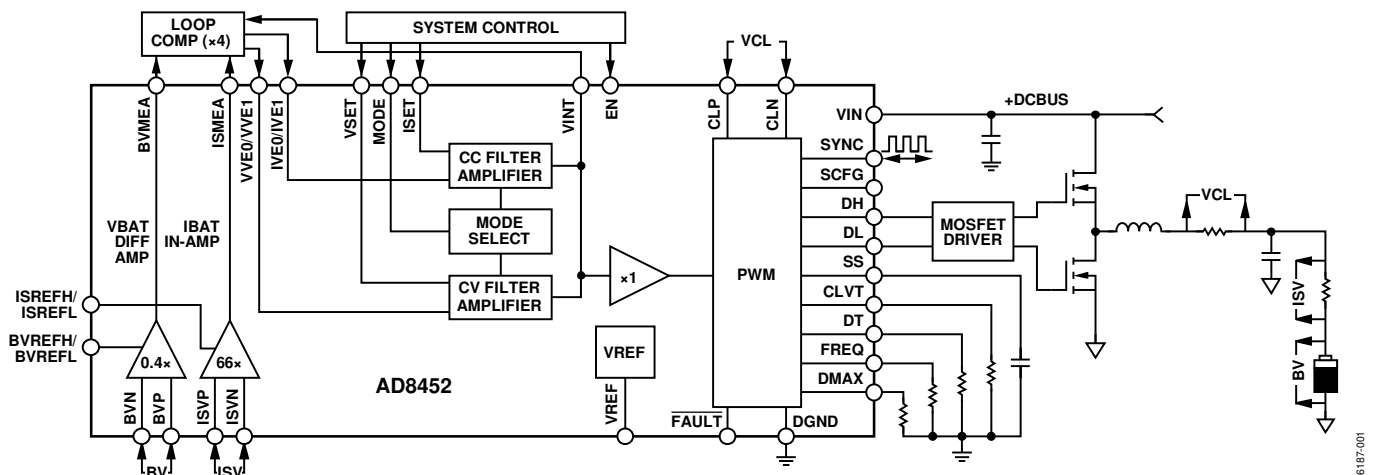 LOOP
COMP (×4)
SYSTEM CONTROL
VCL
+DCBUS
BVMEA
ISMEA
VVE0/VVE1
IVE0/IVE1
VSET
MODE
ISET
VINT
EN
CLP
CLN
VIN
SYNC
SCFG
DH
DL
SS
CLVT
DT
FREQ
DMAX
CC FILTER
AMPLIFIER
MODE
SELECT
CV FILTER
AMPLIFIER
VBAT
DIFF
AMP
IBAT
IN-AMP
×1
PWM
MOSFET
DRIVER
VCL
ISV
BV
ISREFH/
ISREFL
BVREFH/
BVREFL
0.4×
66×
AD8452
VREF
VREF
BVN
BVP
ISVP
ISVN
FAULT
DGND
BV
ISV
6187-001